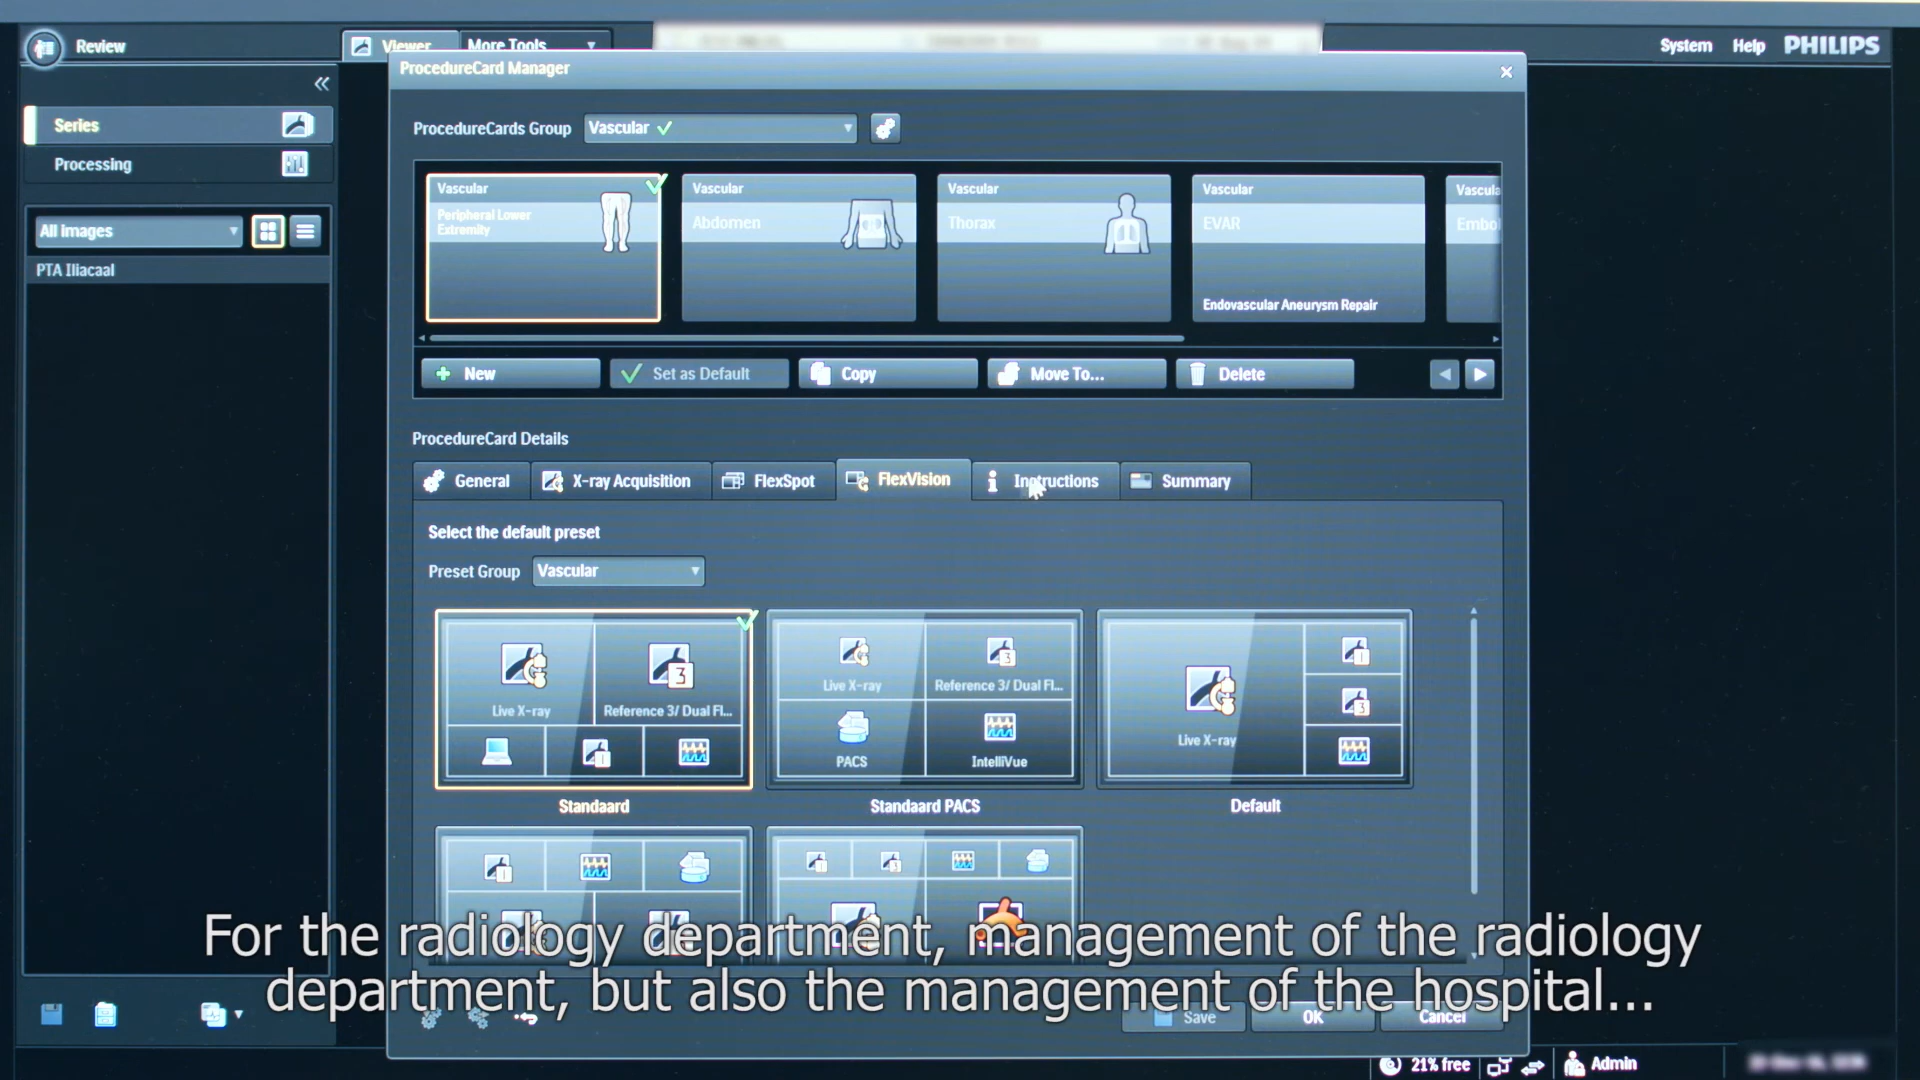 Review
Viewer
More Tools
System
Help
PHILIPS
ProcedureCard Manager
Series
Processing
All Images
PTA Iliacaal
ProcedureCards Group
Vascular
Vascular
Peripheral Lower
Extremity
Vascular
Abdomen
Vascular
Thorax
Vascular
EVAR
Endovascular Aneurysm Repair
Vascula
Embol
New
Set as Default
Copy
Move To...
Delete
ProcedureCard Details
General
X-ray Acquisition
FlexSpot
FlexVision
Instructions
Summary
Select the default preset
Preset Group
Vascular
Live X-ray
Reference 3/ Dual Fl...
Standaard
Live X-ray
Reference 3/ Dual Fl...
PACS
IntelliVue
Standaard PACS
Live X-ray
Default
For the radiology department, management of the radiology
department, but also the management of the hospital...
Save
OK
Cancel
21% free
Admin